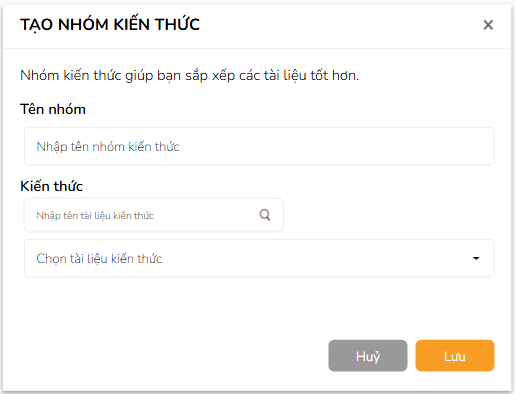 TẠO NHÓM KIẾN THỨC
Nhóm kiến thức giúp bạn sắp xếp các tài liệu tốt hơn.
Tên nhóm
Nhập tên nhóm kiến thức
Kiến thức
Nhập tên tài liệu kiến thức
Chọn tài liệu kiến thức
Huỷ
Lưu